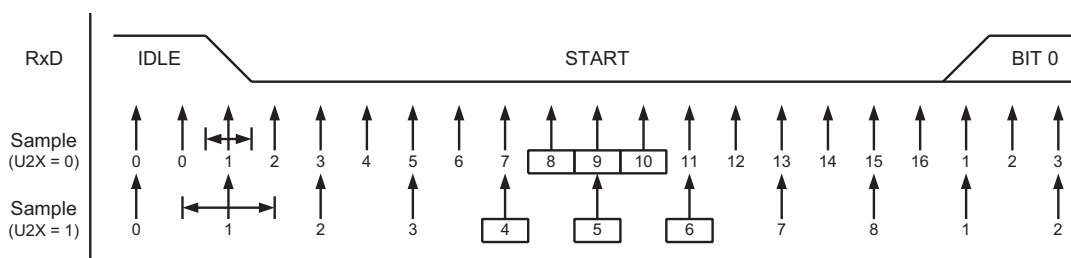 RxD IDLE START BIT 0
Sample
(U2X = 0) 0 0 1 2 3 4 5 6 7 8 9 10 11 12 13 14 15 16 1 2 3
Sample
(U2X = 1) 0 1 2 3 4 5 6 7 8 1 2